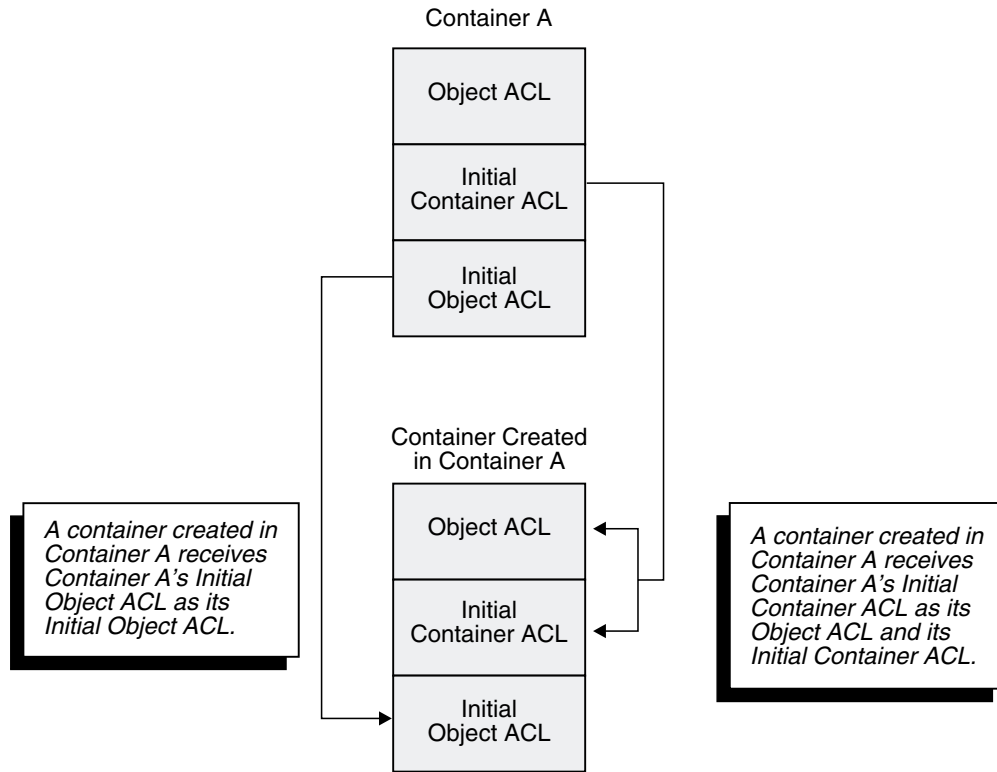 Container A
Object ACL
Initial
Container ACL
Initial
Object ACL
Container Created
in Container A
Object ACL
Initial
Container ACL
Initial
Object ACL
A container created in
Container A receives
Container A's Initial
Object ACL as its
Initial Object ACL.
A container created in
Container A receives
Container A's Initial
Container ACL as its
Object ACL and its
Initial Container ACL.